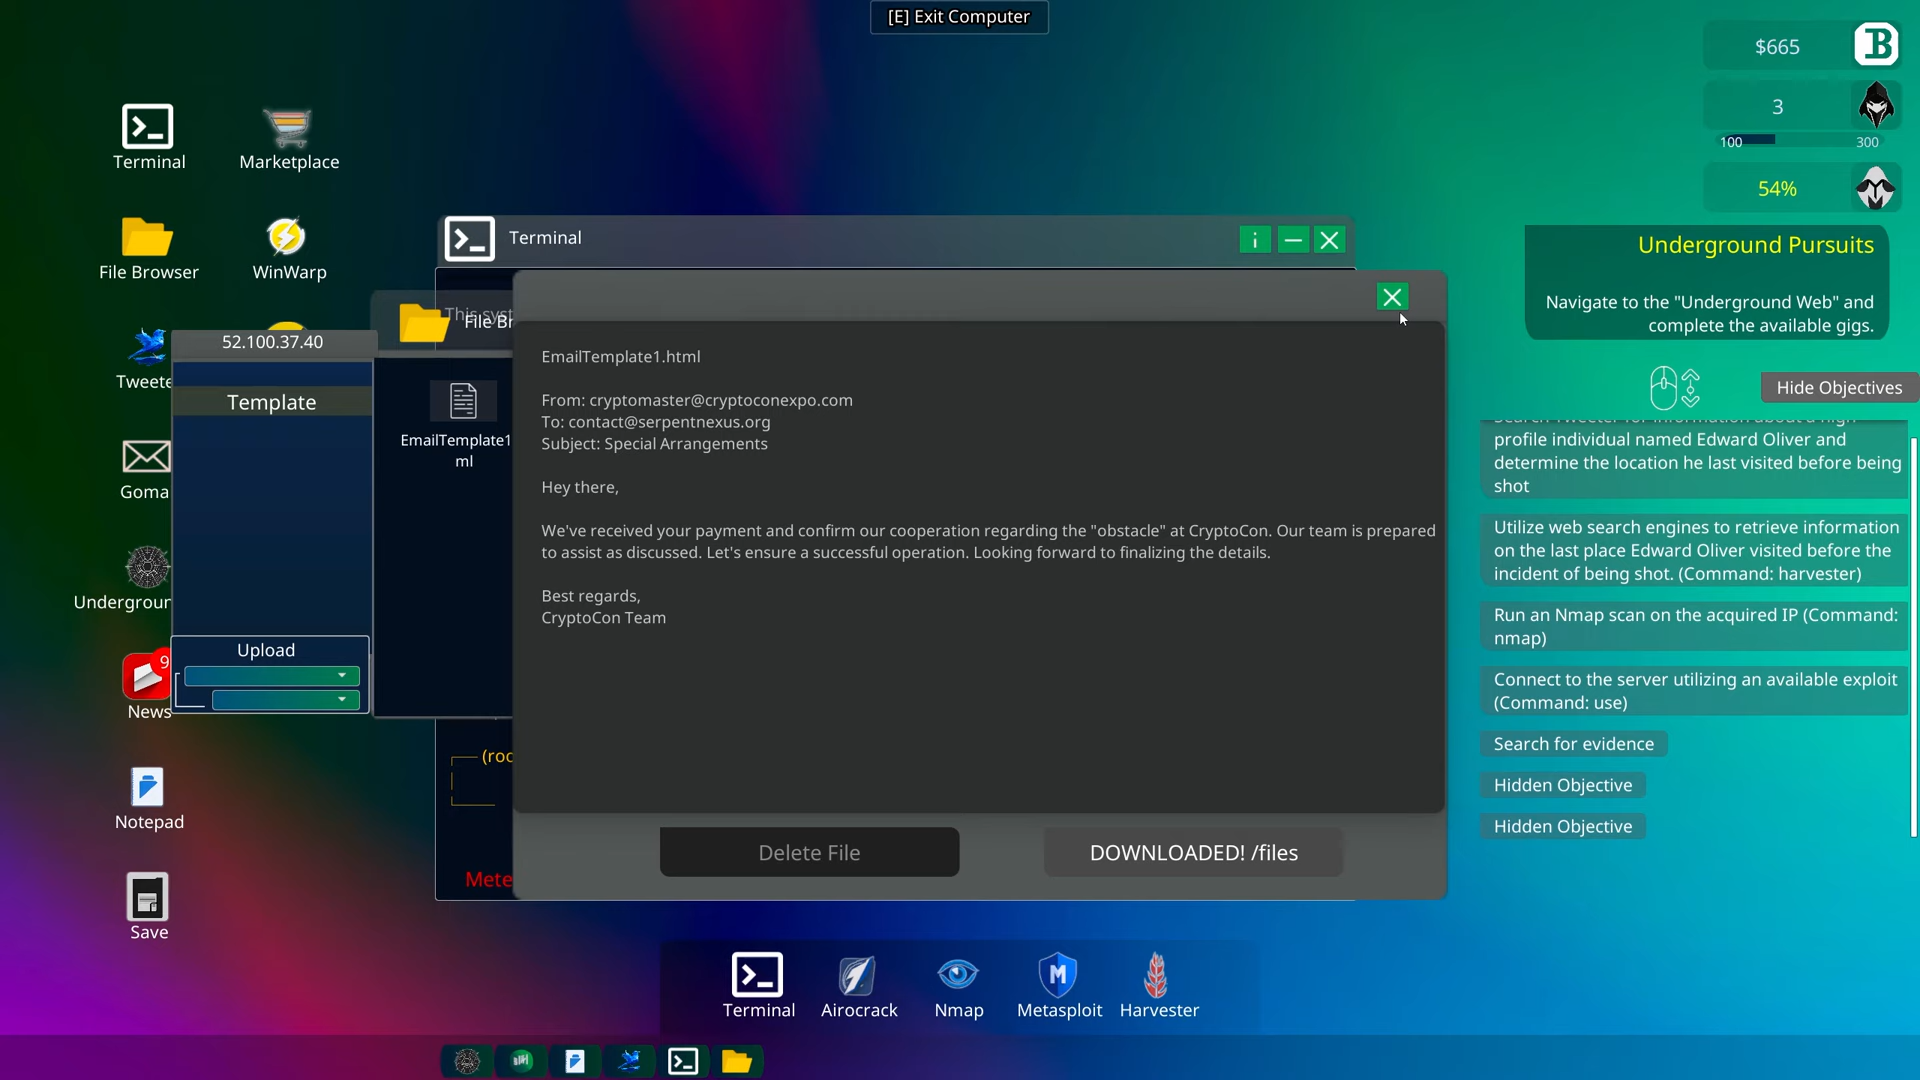 [E] Exit Computer
$665
3
100
300
54%
Underground Pursuits
Navigate to the "Underground Web" and
complete the available gigs.
Hide Objectives
profile individual named Edward Oliver and
determine the location he last visited before being
shot
Utilize web search engines to retrieve information
on the last place Edward Oliver visited before the
incident of being shot. (Command: harvester)
Run an Nmap scan on the acquired IP (Command:
nmap)
Connect to the server utilizing an available exploit
(Command: use)
Search for evidence
Hidden Objective
Hidden Objective
Terminal
Marketplace
File Browser
WinWarp
Tweete
Goma
Undergroun
9
News
Notepad
Save
Terminal
This syst
File Br
52.100.37.40
Template
Upload
EmailTemplate1
ml
(roo
Mete
EmailTemplate1.html
From: cryptomaster@cryptoconexpo.com
To: contact@serpentnexus.org
Subject: Special Arrangements
Hey there,
We've received your payment and confirm our cooperation regarding the "obstacle" at CryptoCon. Our team is prepared
to assist as discussed. Let's ensure a successful operation. Looking forward to finalizing the details.
Best regards,
CryptoCon Team
Delete File
DOWNLOADED! /files
Terminal
Airocrack
Nmap
Metasploit
Harvester